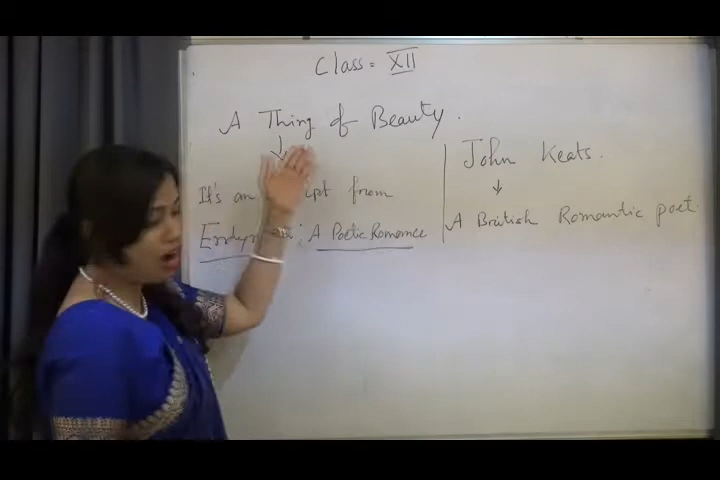 Class = XII
A Thing of Beauty.
↓
It's an from
; A Poetic Romance
John Keats.
↓
A British Romantic poet.